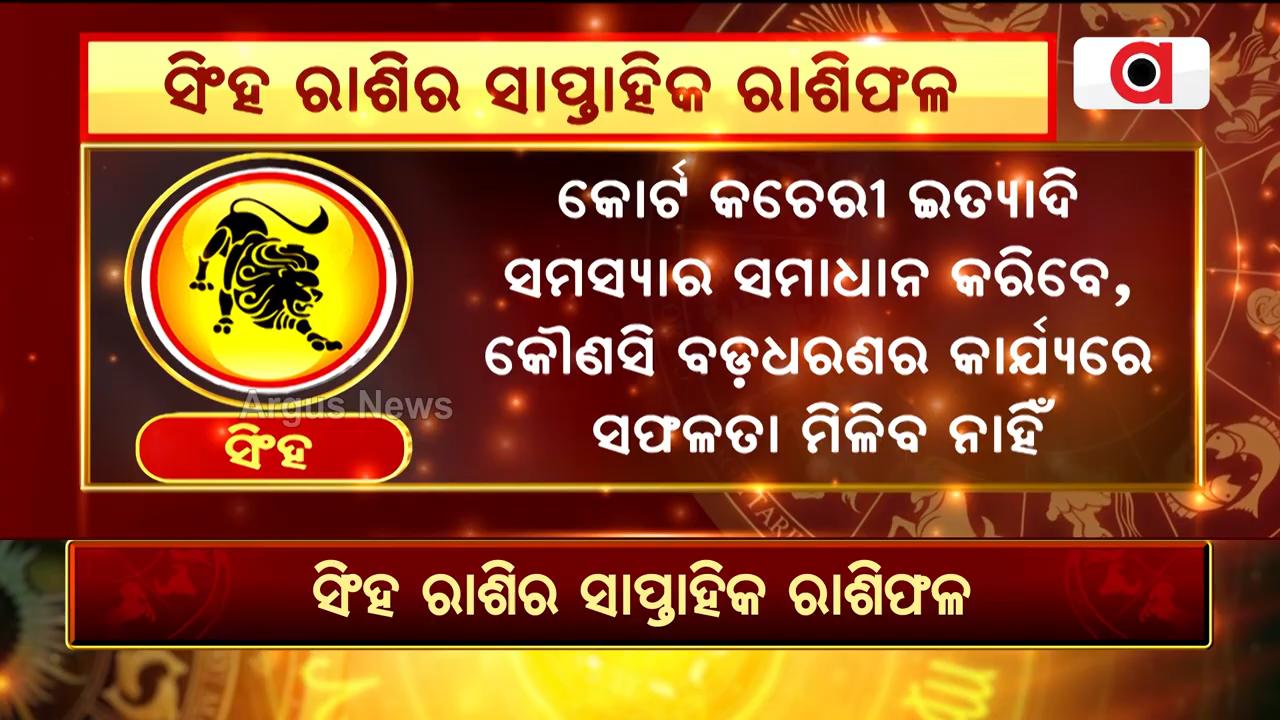 ସିଂହ ରାଶିର ସାପ୍ତାହିକ ରାଶିଫଳ
a
କୋର୍ଟ କଚେରୀ ଇତ୍ୟାଦି
ସମସ୍ୟାର ସମାଧାନ କରିବେ,
କୌଣସି ବଡ଼ଧରଣର କାର୍ଯ୍ୟରେ
ସଫଳତା ମିଳିବ ନାହିଁ
Argus News
ସିଂହ
ସିଂହ ରାଶିର ସାପ୍ତାହିକ ରାଶିଫଳ